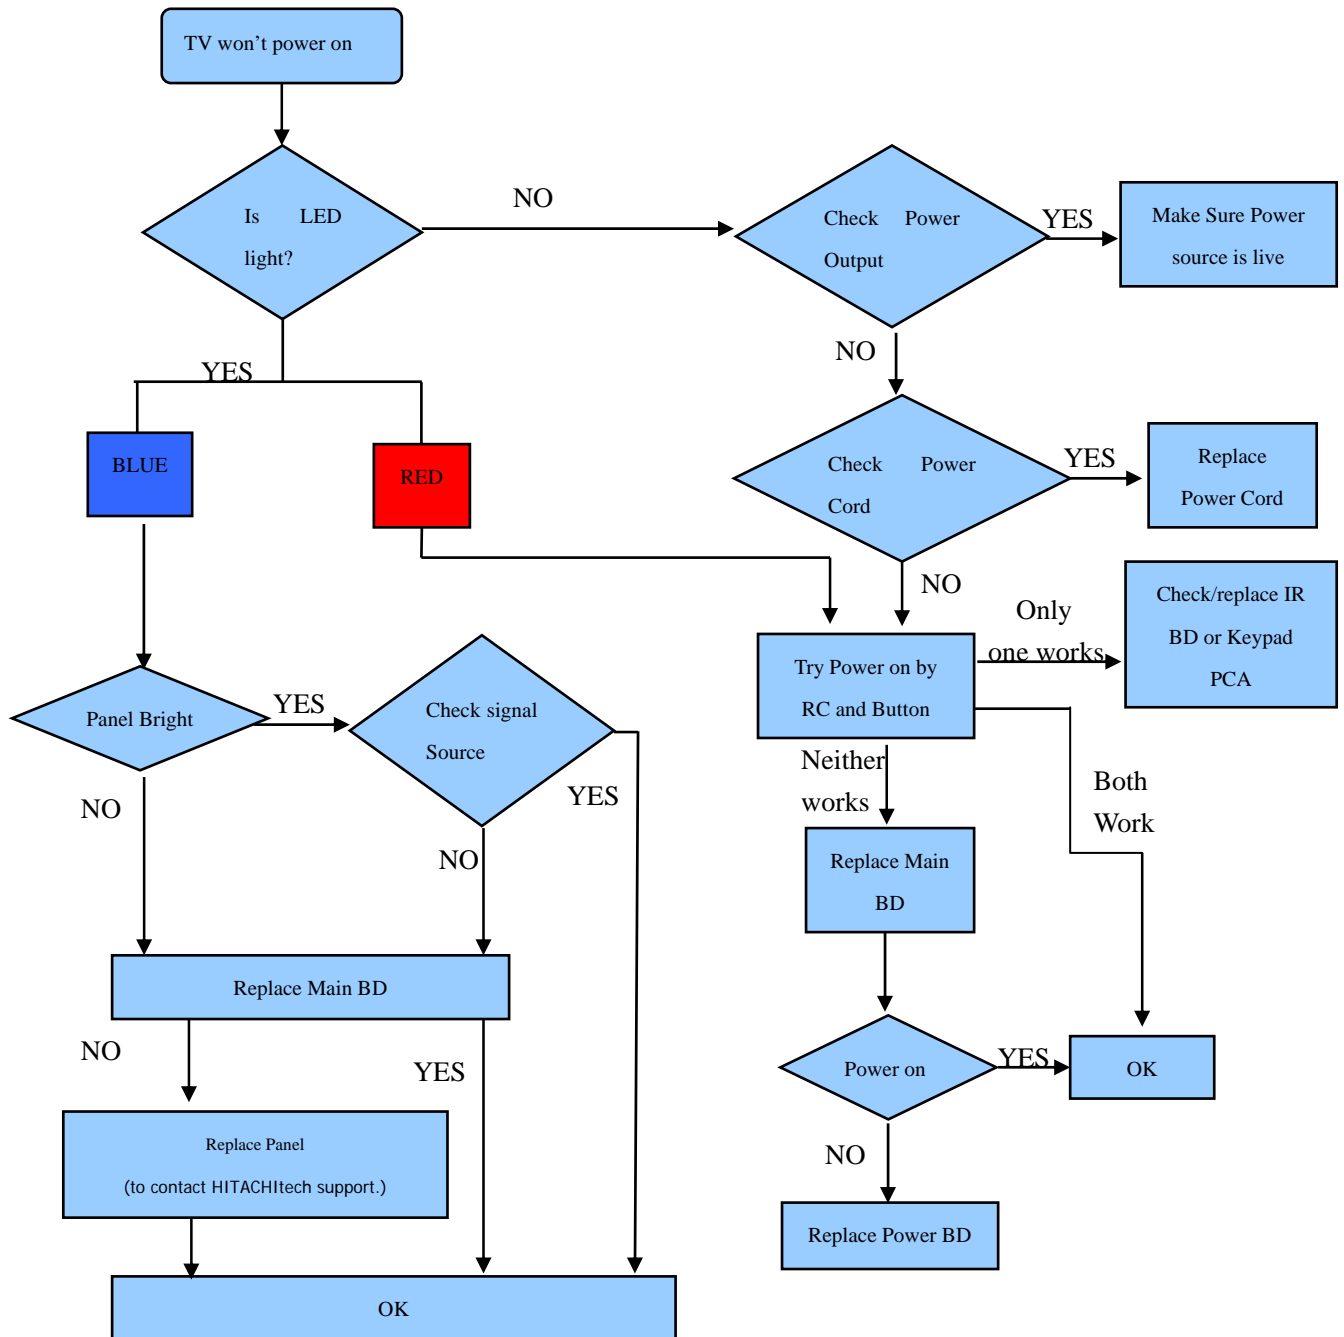 TV won’t power on
Is LED
light?
NO
Check Power
Output
YES
Make Sure Power
source is live
YES
NO
BLUE
RED
Check Power
Cord
YES
Replace
Power Cord
NO
Only
one works
Check/replace IR
BD or Keypad
PCA
Try Power on by
RC and Button
Panel Bright
YES
Check signal
Source
NO
YES
NO
Neither
works
Both
Work
Replace Main
BD
Replace Main BD
NO
YES
Power on
YES
OK
Replace Panel
(to contact HITACHItech support.)
NO
Replace Power BD
OK